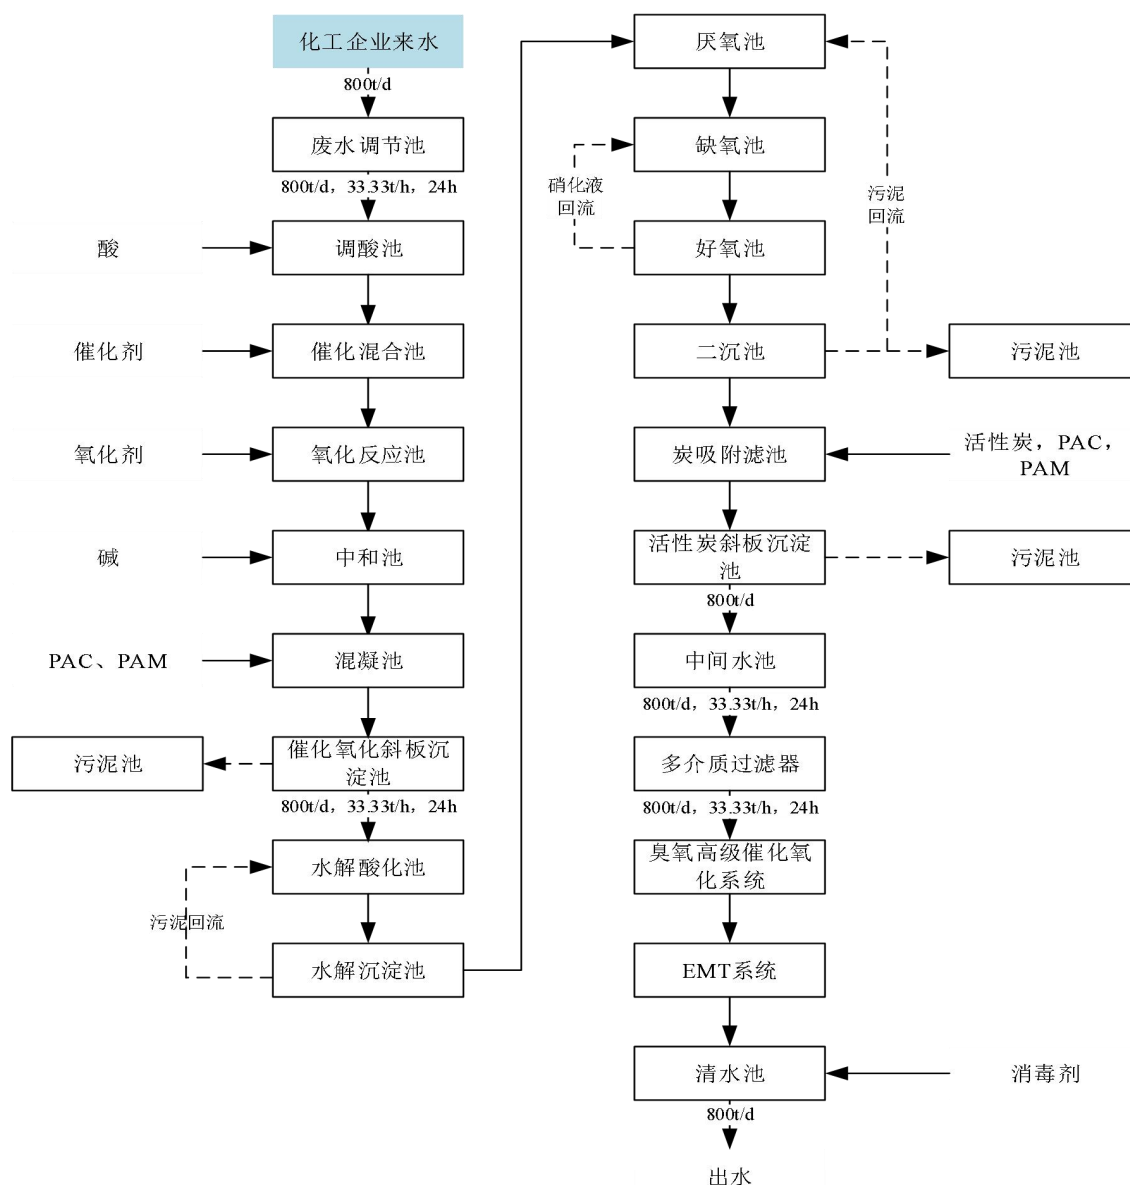 化工企业来水
800t/d
废水调节池
800t/d，33.33t/h，24h
酸
调酸池
催化剂
催化混合池
氧化剂
氧化反应池
碱
中和池
PAC、PAM
混凝池
污泥池
催化氧化斜板沉
淀池
800t/d，33.33t/h，24h
水解酸化池
污泥回流
水解沉淀池
厌氧池
缺氧池
硝化液
回流
污泥
回流
好氧池
二沉池
污泥池
炭吸附滤池
活性炭，PAC，
PAM
活性炭斜板沉淀
池
污泥池
800t/d
中间水池
800t/d，33.33t/h，24h
多介质过滤器
800t/d，33.33t/h，24h
臭氧高级催化氧
化系统
EMT系统
清水池
消毒剂
800t/d
出水